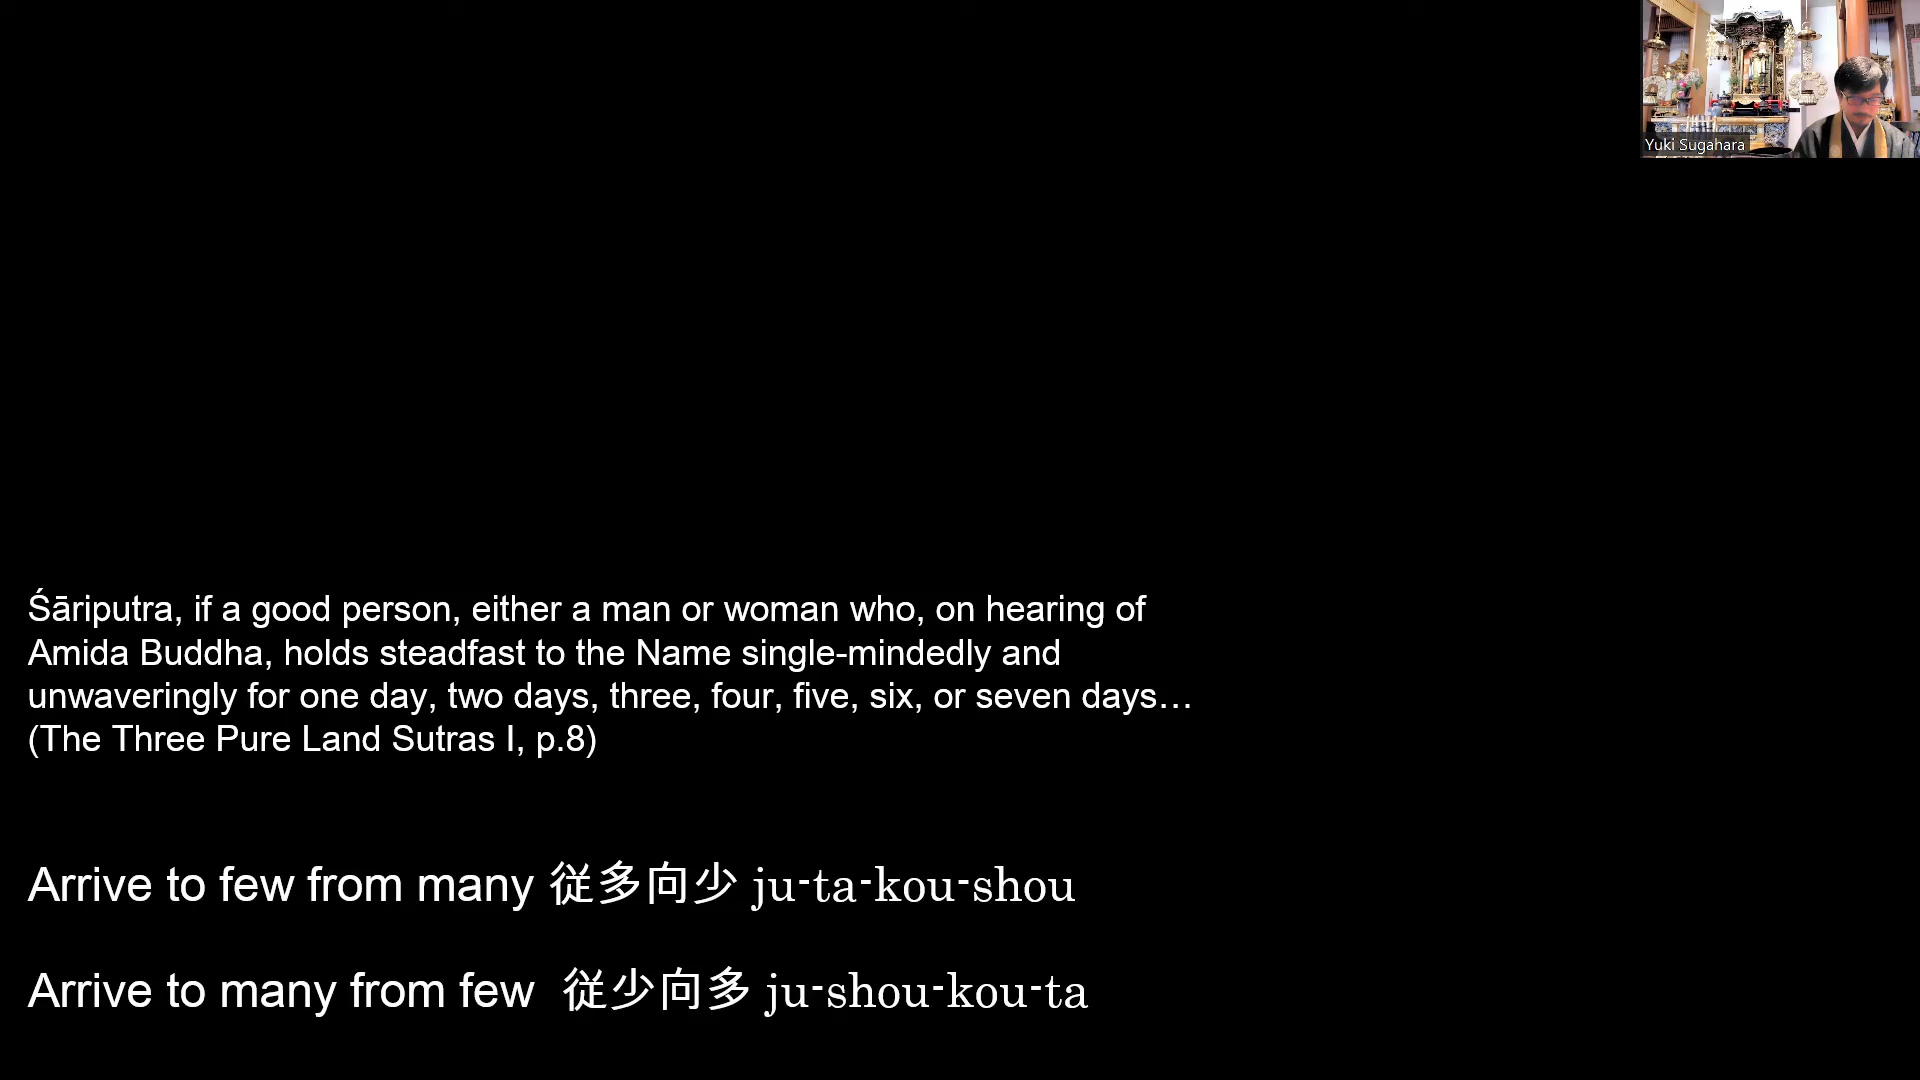 Yuki Sugahara
Śāriputra, if a good person, either a man or woman who, on hearing of
Amida Buddha, holds steadfast to the Name single-mindedly and
unwaveringly for one day, two days, three, four, five, six, or seven days…
(The Three Pure Land Sutras I, p.8)
Arrive to few from many 従多向少 ju-ta-kou-shou
Arrive to many from few 従少向多 ju-shou-kou-ta